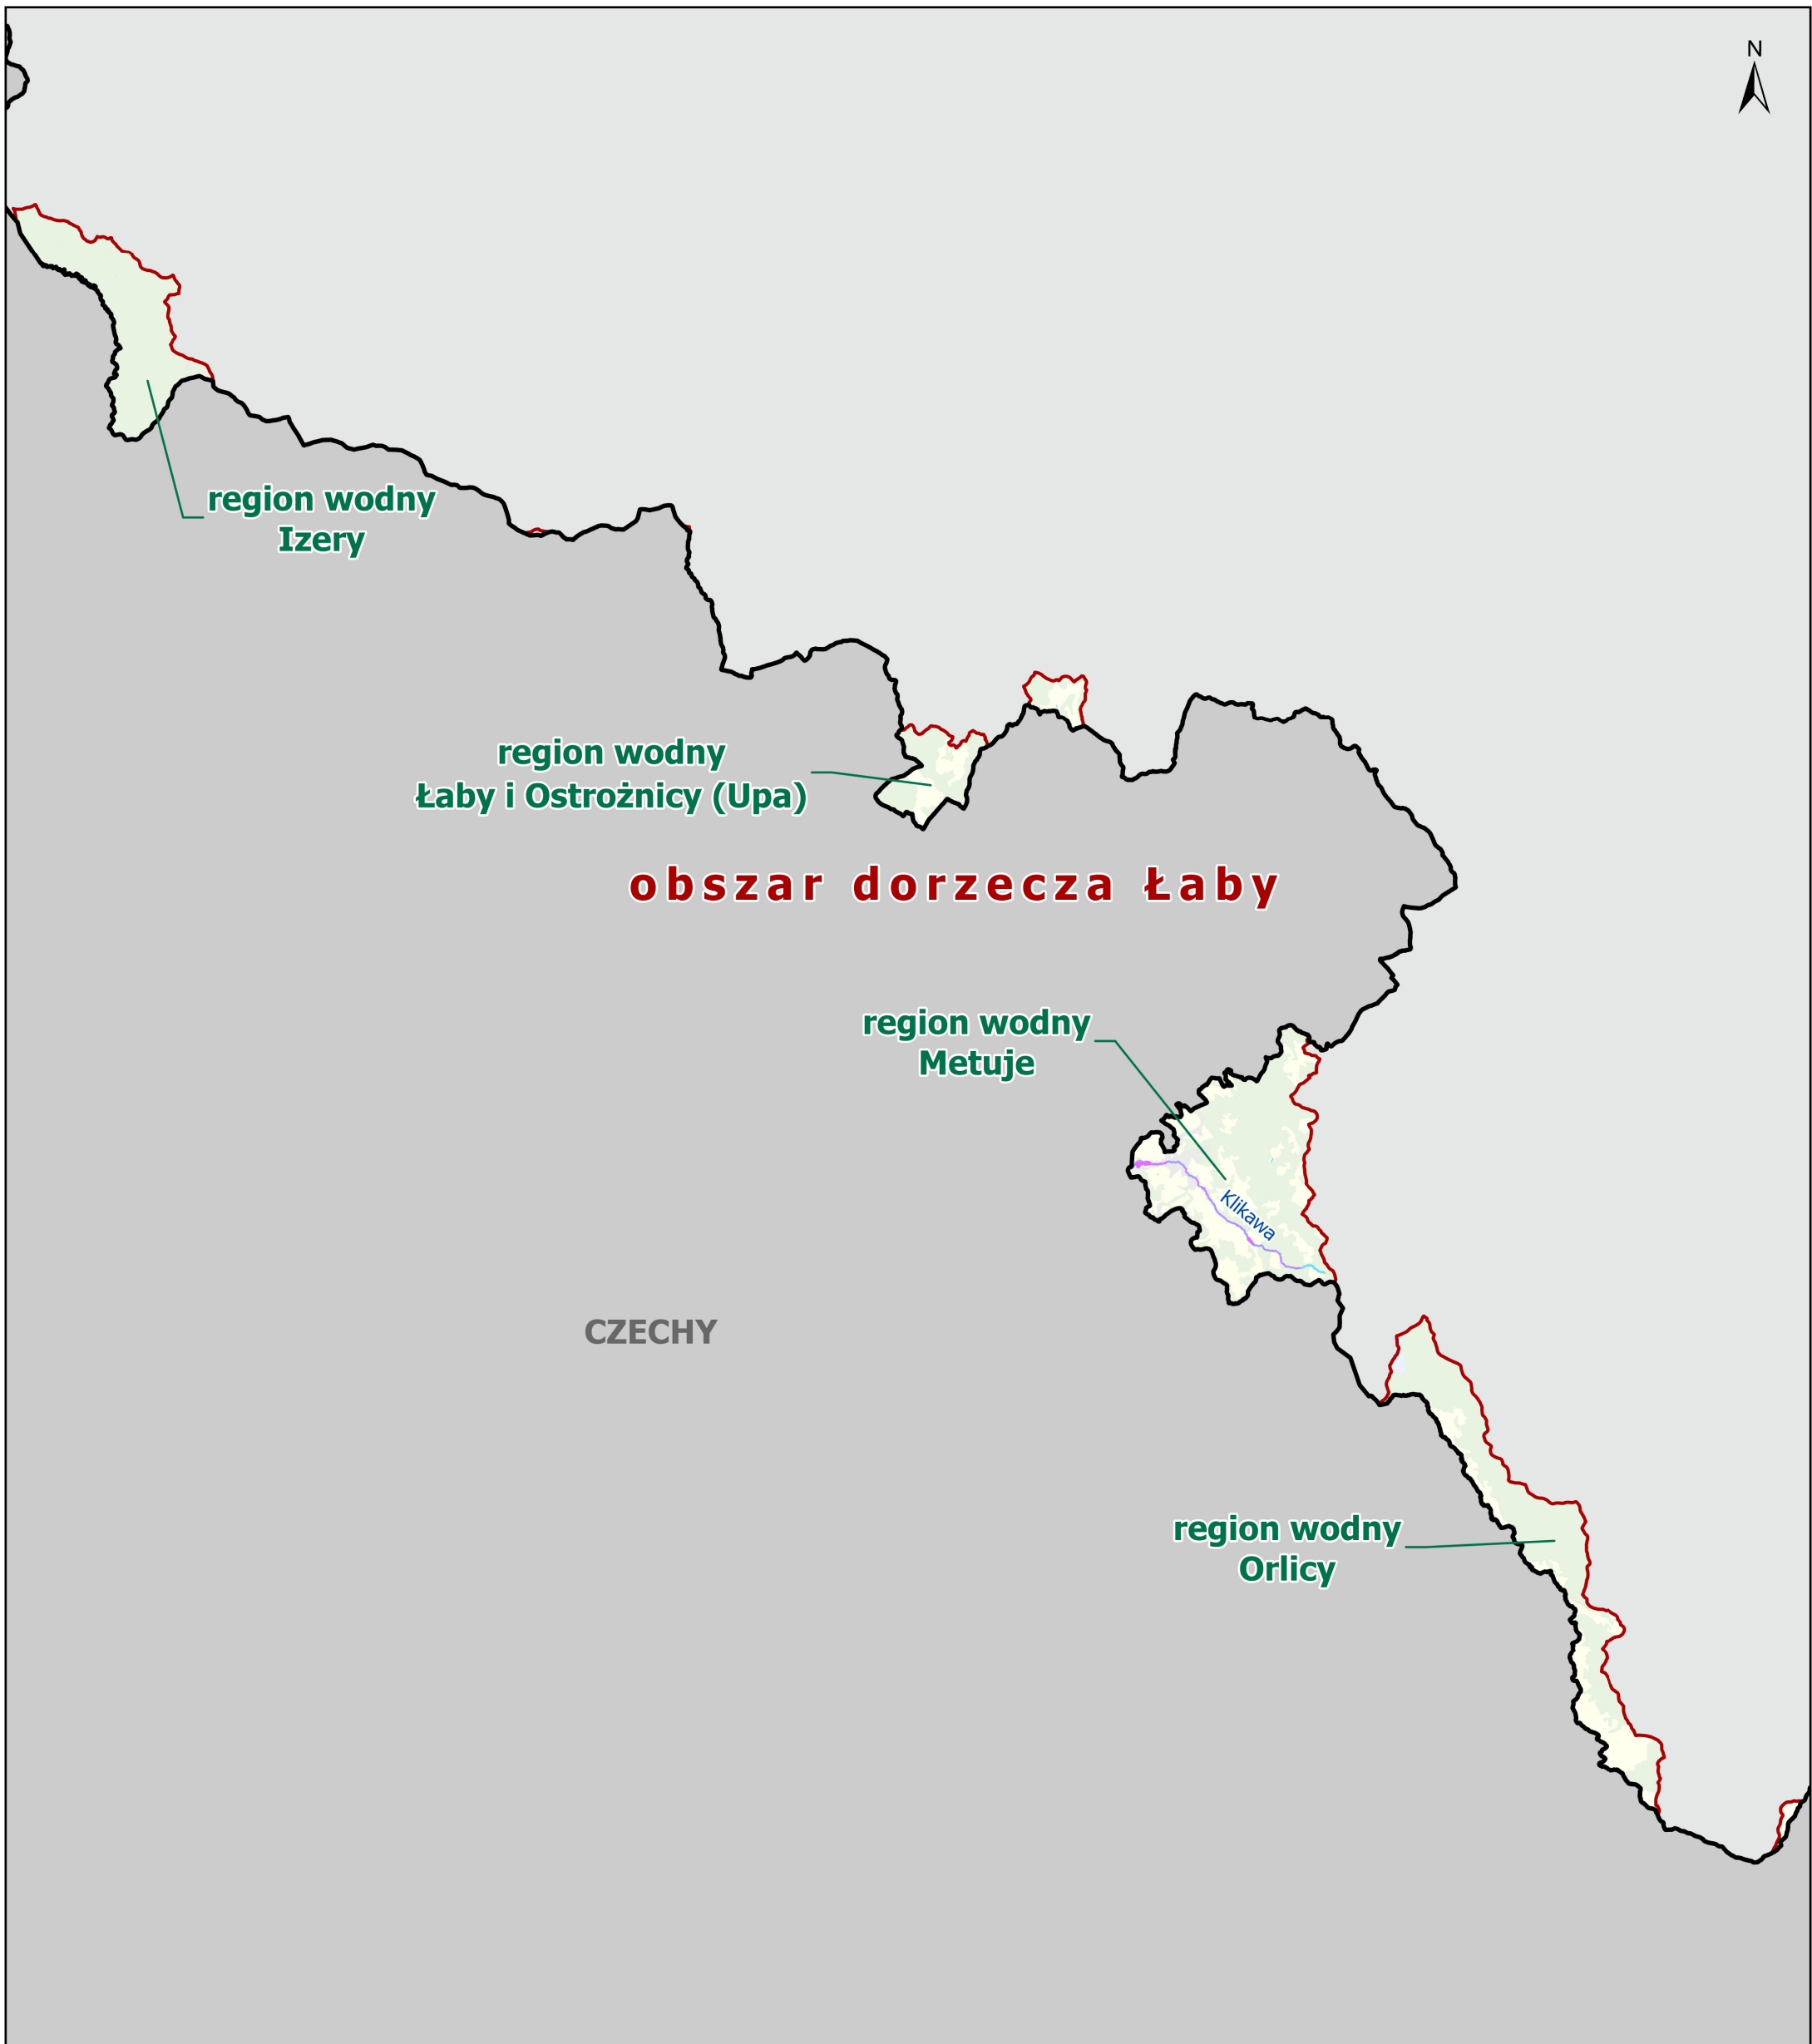 N
region wodny
Izery
region wodny
Łaby i Ostrożnicy (Upa)
obszar dorzecza Łaby
region wodny
Metuje
Klikawa
CZECHY
region wodny
Orlicy